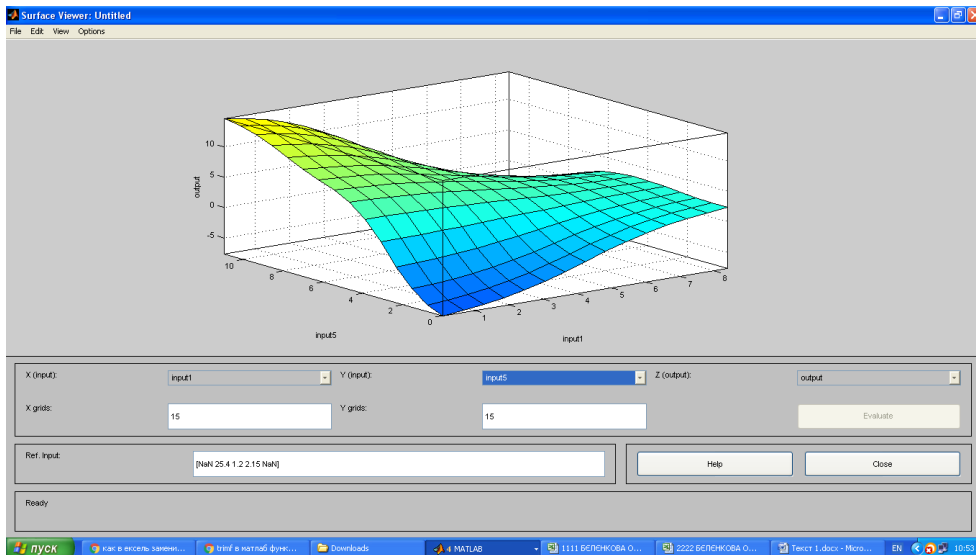 Surface Viewer: Untitled
File Edit View Options
10
5
0
-5
output
10
8
6
4
2
0
1
2
3
4
5
6
7
8
input5
input1
X (input):
input1
Y (input):
input5
Z (output):
output
X grids:
15
Y grids:
15
Evaluate
Ref. Input:
[NaN 25.4 1.2 2.15 NaN]
Help
Close
Ready
пуск
как в ексель замени...
trimf в матлаб функ...
Downloads
4 MATLAB
1111 БЕЛЕНКОВА О...
2222 БЕЛЕНКОВА О...
Текст 1.docx - Micro...
EN